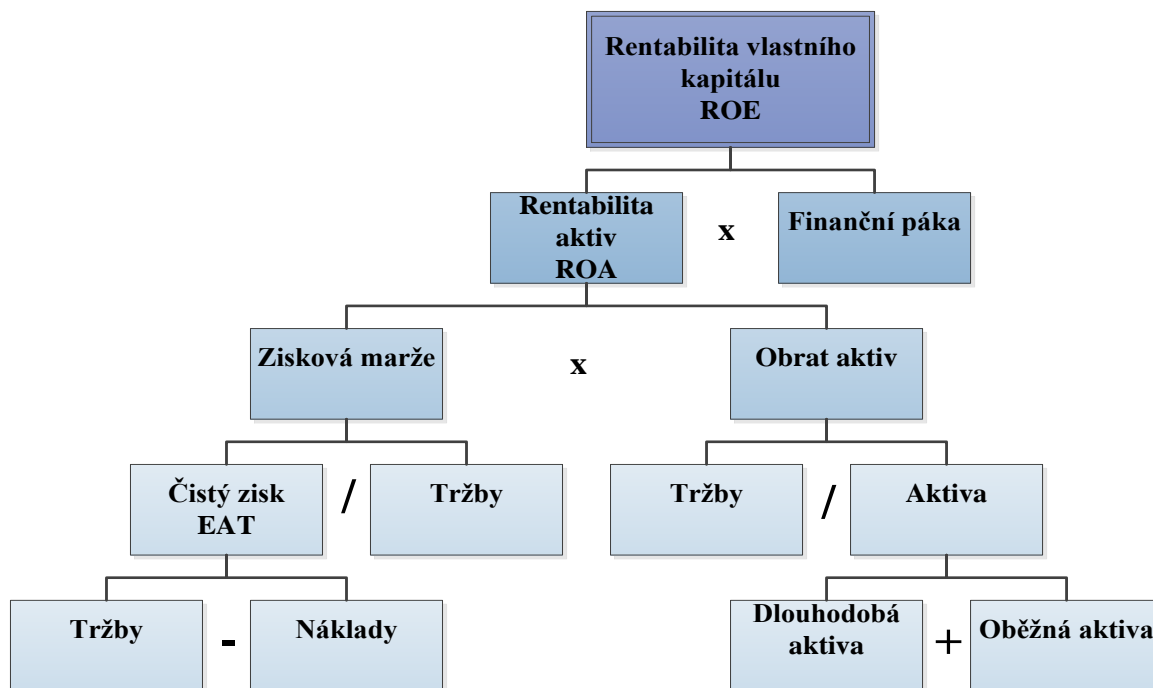 Rentabilita vlastního
kapitálu
ROE
Rentabilita
aktiv
ROA
x
Finanční páka
Zisková marže
x
Obrat aktiv
Čistý zisk
EAT
/
Tržby
Tržby
/
Aktiva
Tržby
-
Náklady
Dlouhodobá
aktiva
+
Oběžná aktiva